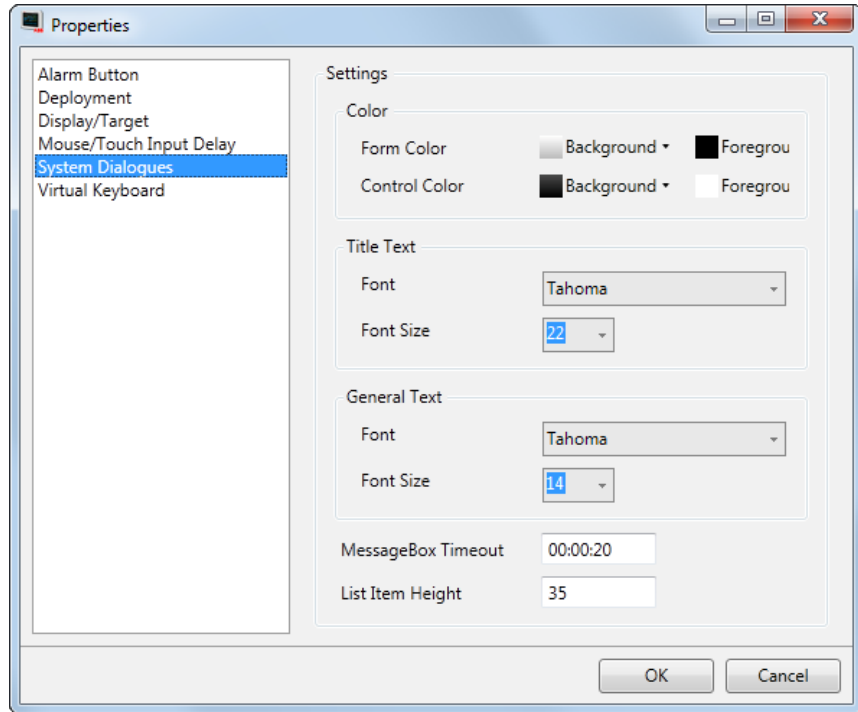 Properties
Alarm Button
Deployment
Display/Target
Mouse/Touch Input Delay
System Dialogues
Virtual Keyboard
Settings
Color
Form Color Background Foregrou
Control Color Background Foregrou
Title Text
Font Tahoma
Font Size 22
General Text
Font Tahoma
Font Size 14
MessageBox Timeout 00:00:20
List Item Height 35
OK Cancel